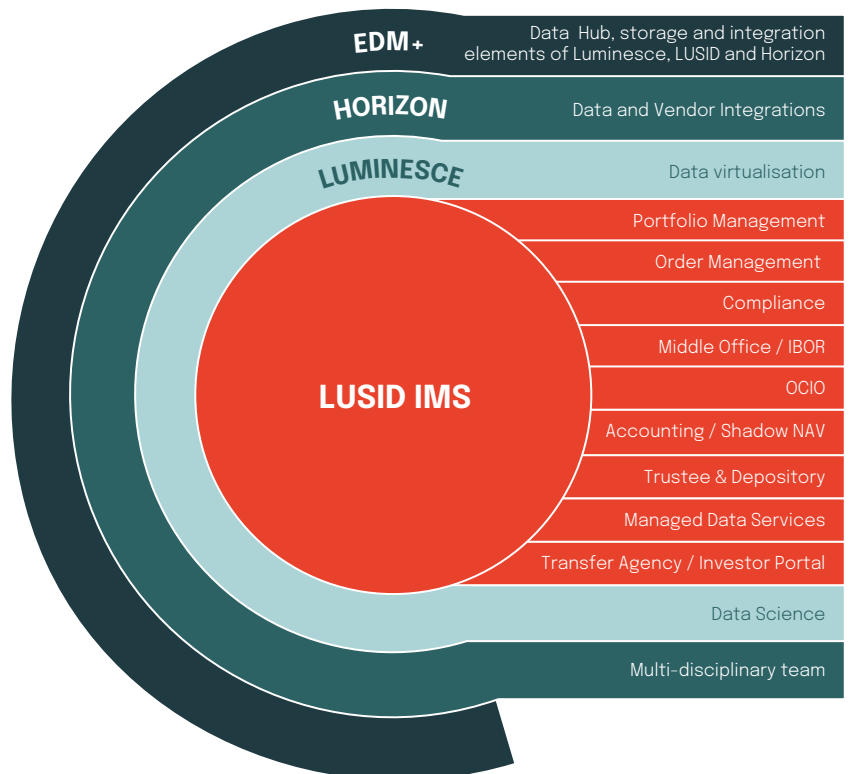 EDM+
Data Hub, storage and integration
elements of Luminesce, LUSID and Horizon
HORIZON
Data and Vendor Integrations
LUMINESCE
Data virtualisation
LUSID IMS
Portfolio Management
Order Management
Compliance
Middle Office / IBOR
OCIO
Accounting / Shadow NAV
Trustee & Depository
Managed Data Services
Transfer Agency / Investor Portal
Data Science
Multi-disciplinary team